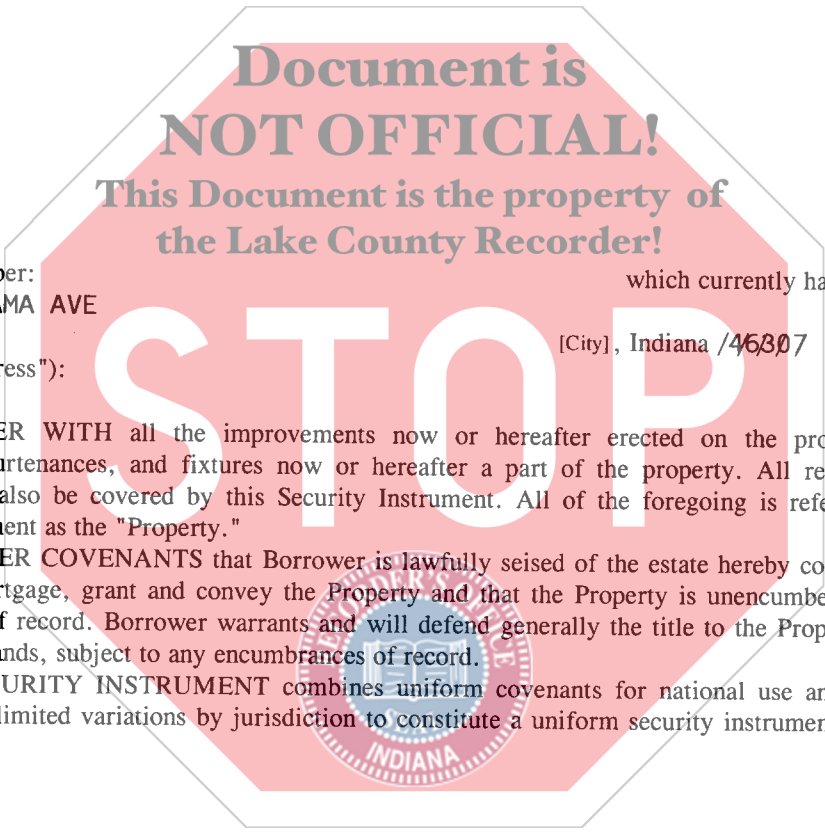 Document is
NOT OFFICIAL!
This Document is the property of
the Lake County Recorder!
ber:
which currently ha
AMA AVE
[City], Indiana /46307
ress"):
STOP
ER WITH all the improvements now or hereafter erected on the pro
urtenances, and fixtures now or hereafter a part of the property. All re
also be covered by this Security Instrument. All of the foregoing is refe
ment as the "Property."
ER COVENANTS that Borrower is lawfully seised of the estate hereby co
rtgage, grant and convey the Property and that the Property is unencumbe
f record. Borrower warrants and will defend generally the title to the Prop
nds, subject to any encumbrances of record.
URITY INSTRUMENT combines uniform covenants for national use an
limited variations by jurisdiction to constitute a uniform security instrumen
RECORDER'S OFFICE
INDIANA